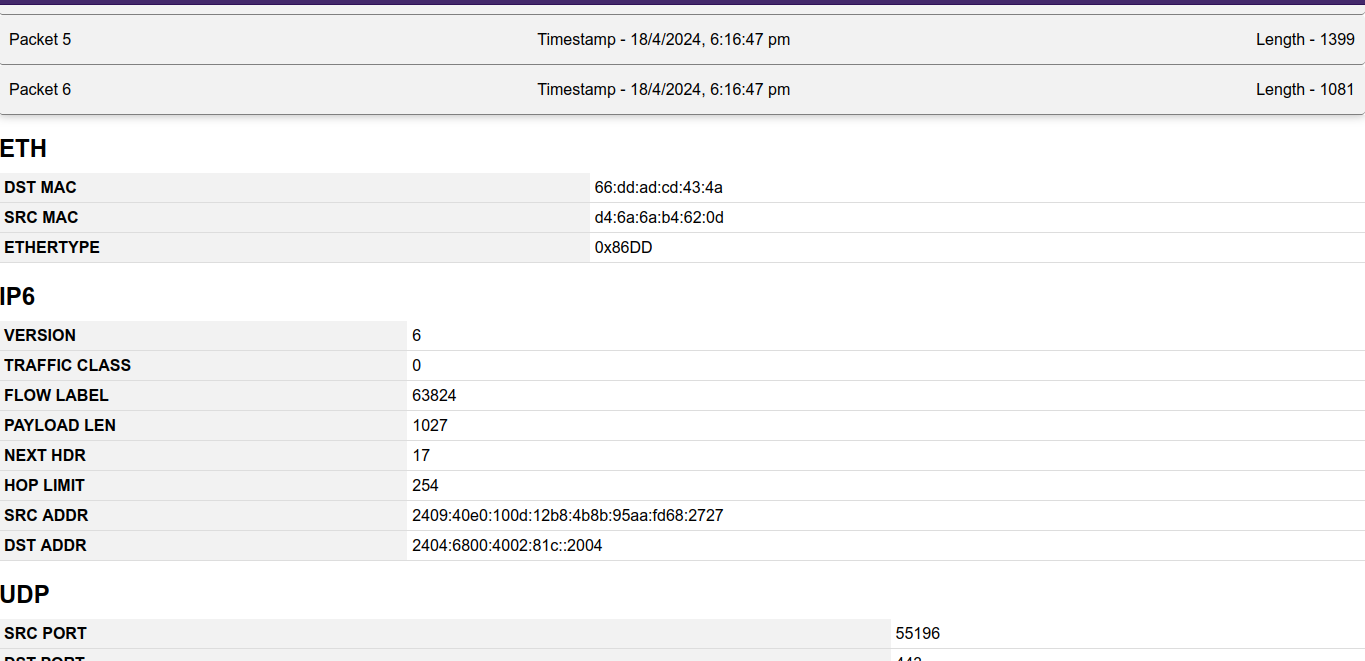 Packet 5 Timestamp - 18/4/2024, 6:16:47 pm Length - 1399
Packet 6 Timestamp - 18/4/2024, 6:16:47 pm Length - 1081
ETH
DST MAC 66:dd:ad:cd:43:4a
SRC MAC d4:6a:6a:b4:62:0d
ETHERTYPE 0x86DD
IP6
VERSION 6
TRAFFIC CLASS 0
FLOW LABEL 63824
PAYLOAD LEN 1027
NEXT HDR 17
HOP LIMIT 254
SRC ADDR 2409:40e0:100d:12b8:4b8b:95aa:fd68:2727
DST ADDR 2404:6800:4002:81c::2004
UDP
SRC PORT 55196
DST PORT 443